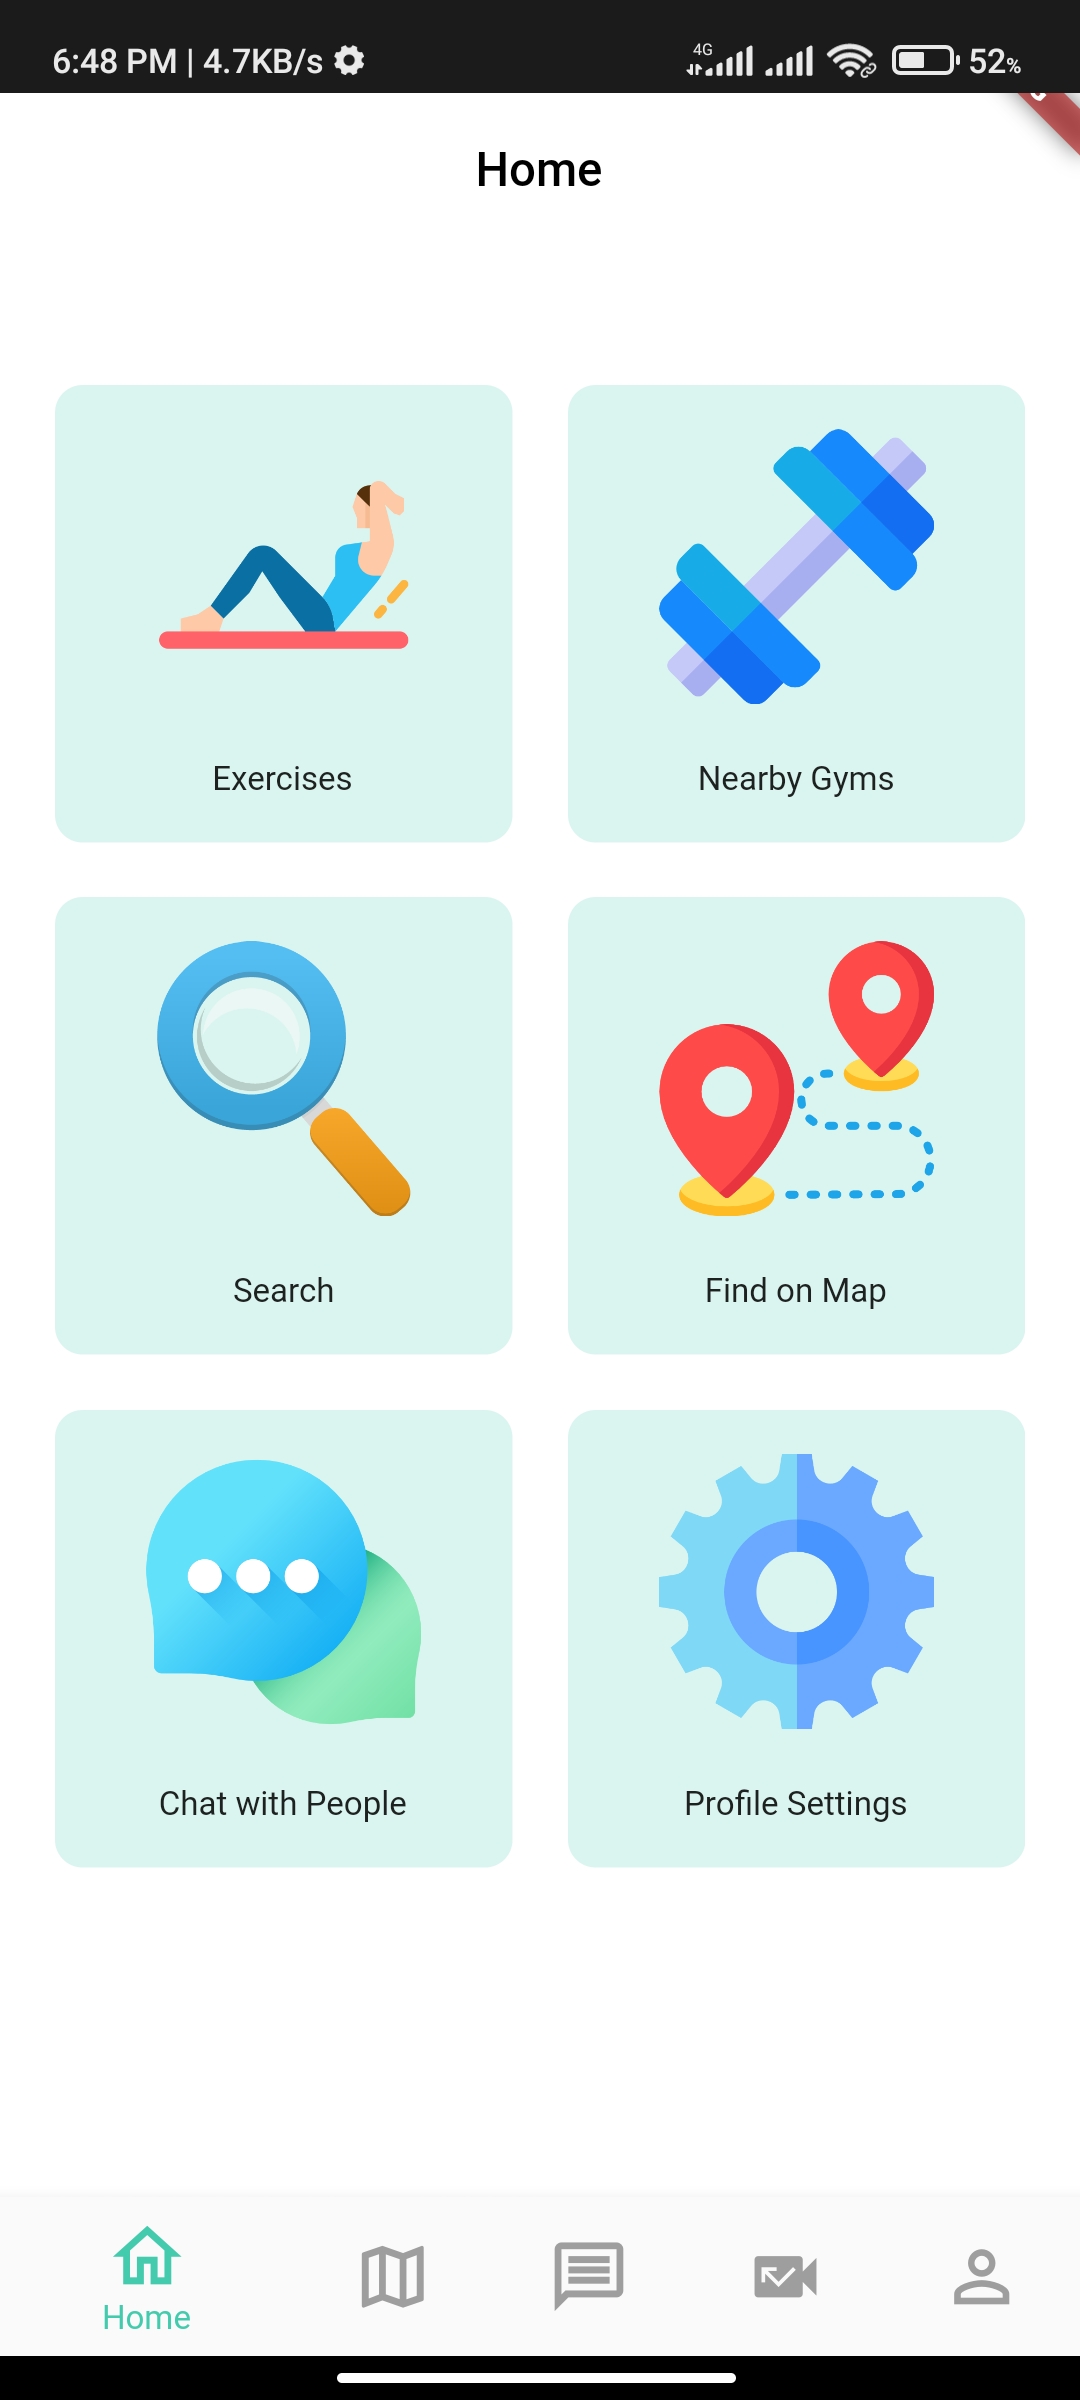 6:48 PM | 4.7KB/s 4G 52%
Home
Exercises
Nearby Gyms
Search
Find on Map
Chat with People
Profile Settings
Home